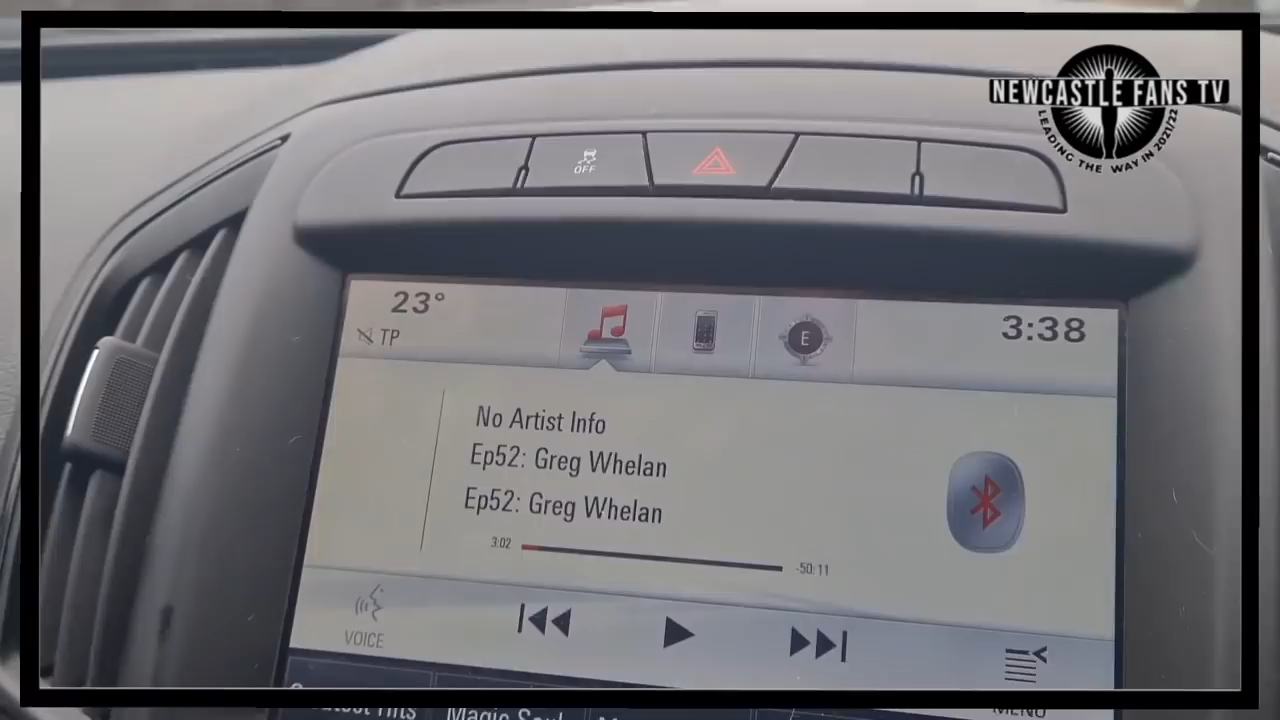 NEWCASTLE FANS TV
LEADING THE WAY IN 2021/22
OFF
23°
TP
E
3:38
No Artist Info
Ep52: Greg Whelan
Ep52: Greg Whelan
3:02
-50:11
VOICE
MENU
Hits
Magic Soul